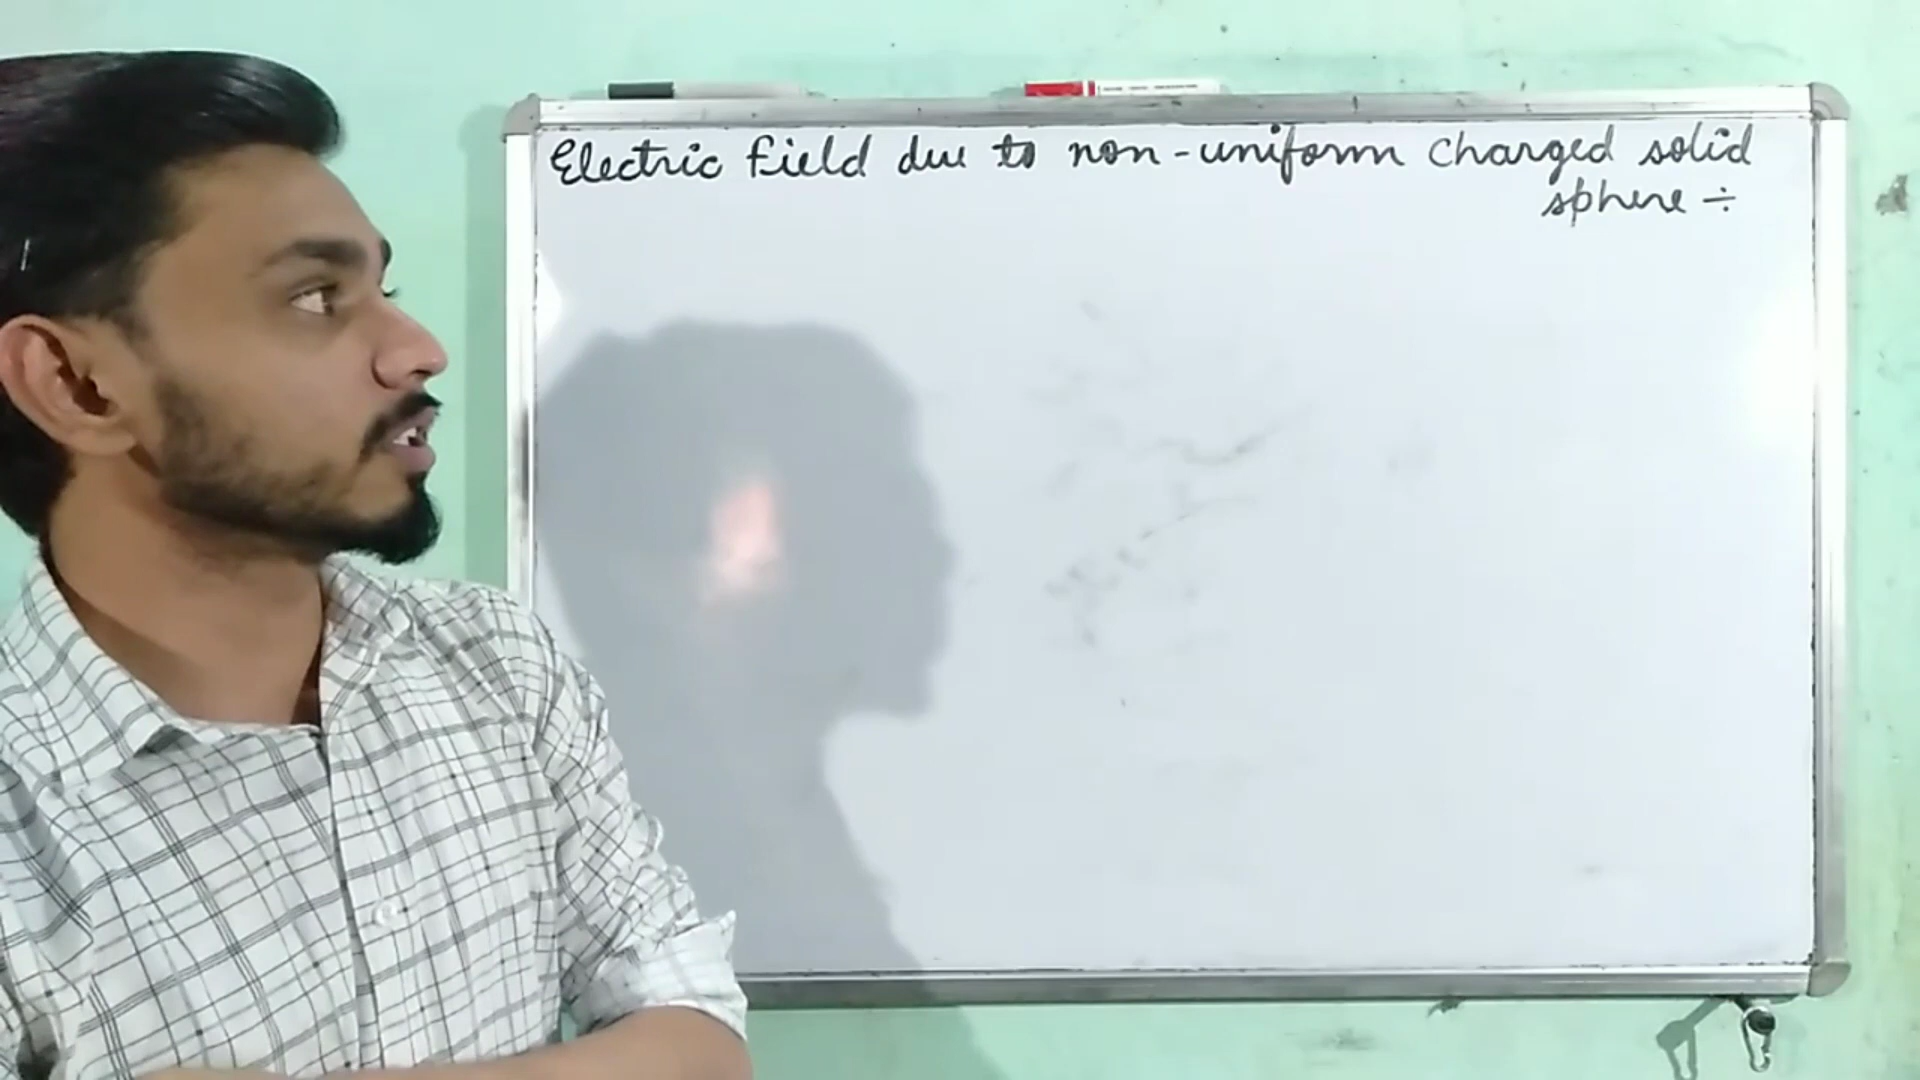 Electric field due to non-uniform charged solid
sphere ÷